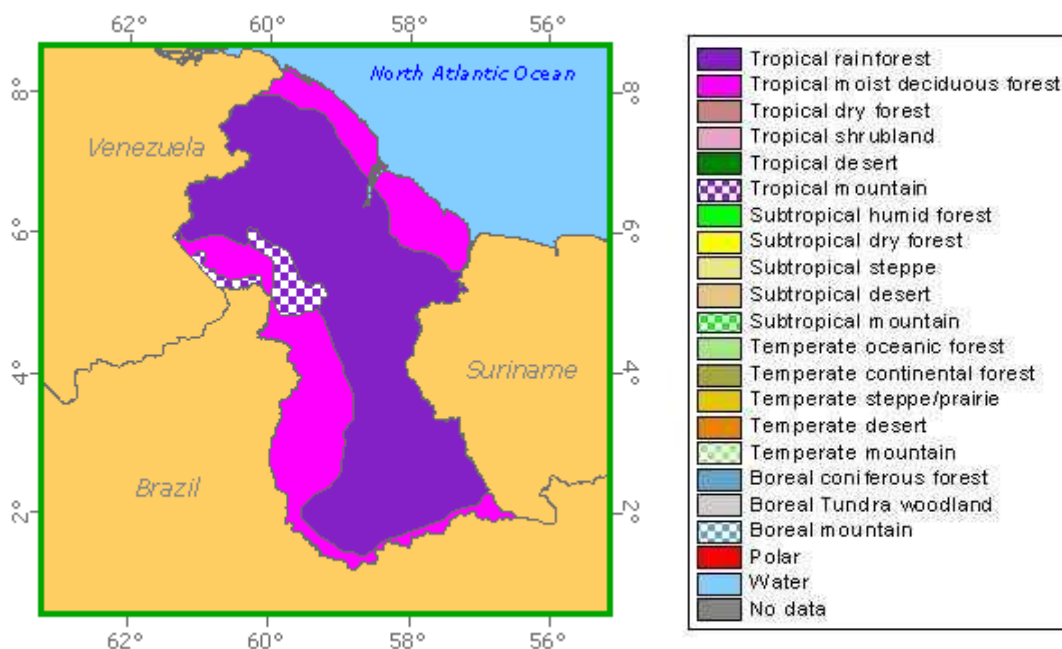 62° 60° 58° 56°
North Atlantic Ocean
8° 8°
Venezuela
6° 6°
4° Suriname 4°
Brazil
2° 2°
62° 60° 58° 56°
Tropical rainforest
Tropical moist deciduous forest
Tropical dry forest
Tropical shrubland
Tropical desert
Tropical mountain
Subtropical humid forest
Subtropical dry forest
Subtropical steppe
Subtropical desert
Subtropical mountain
Temperate oceanic forest
Temperate continental forest
Temperate steppe/prairie
Temperate desert
Temperate mountain
Boreal coniferous forest
Boreal Tundra woodland
Boreal mountain
Polar
Water
No data